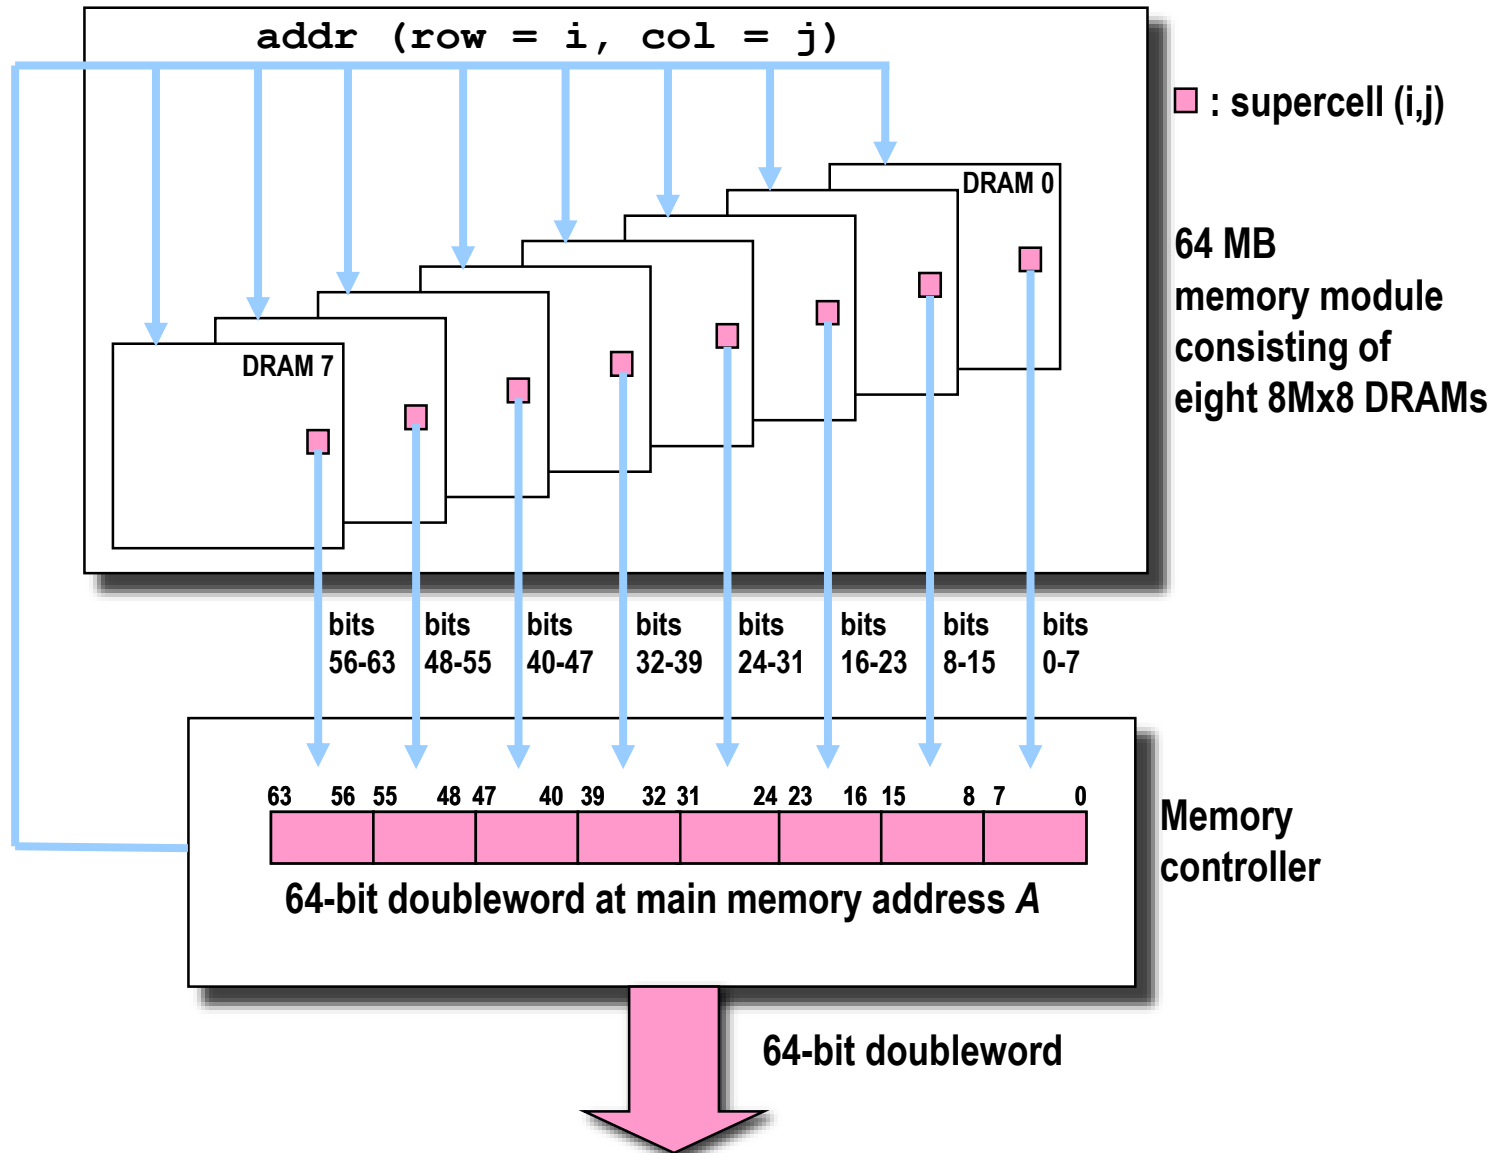 addr (row = i, col = j)
: supercell (i,j)
DRAM 0
64 MB
memory module
consisting of
eight 8Mx8 DRAMs
DRAM 7
bits
56-63
bits
48-55
bits
40-47
bits
32-39
bits
24-31
bits
16-23
bits
8-15
bits
0-7
63 56 55 48 47 40 39 32 31 24 23 16 15 8 7 0
Memory
controller
64-bit doubleword at main memory address A
64-bit doubleword